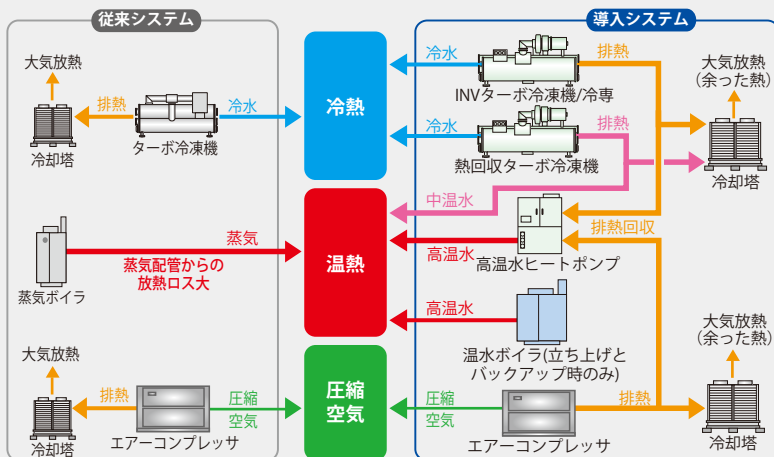 従来システム
大気放熱
排熱
冷水
冷却塔
ターボ冷凍機
蒸気
蒸気配管からの
放熱ロス大
蒸気ボイラ
大気放熱
排熱
圧縮
空気
冷却塔
エアーコンプレッサ
冷熱
温熱
圧縮
空気
導入システム
冷水
排熱
大気放熱
(余った熱)
INVターボ冷凍機/冷専
冷水
排熱
熱回収ターボ冷凍機
冷却塔
中温水
排熱回収
高温水
高温水ヒートポンプ
高温水
温水ボイラ(立ち上げと
バックアップ時のみ)
大気放熱
(余った熱)
圧縮
空気
排熱
エアーコンプレッサ
冷却塔